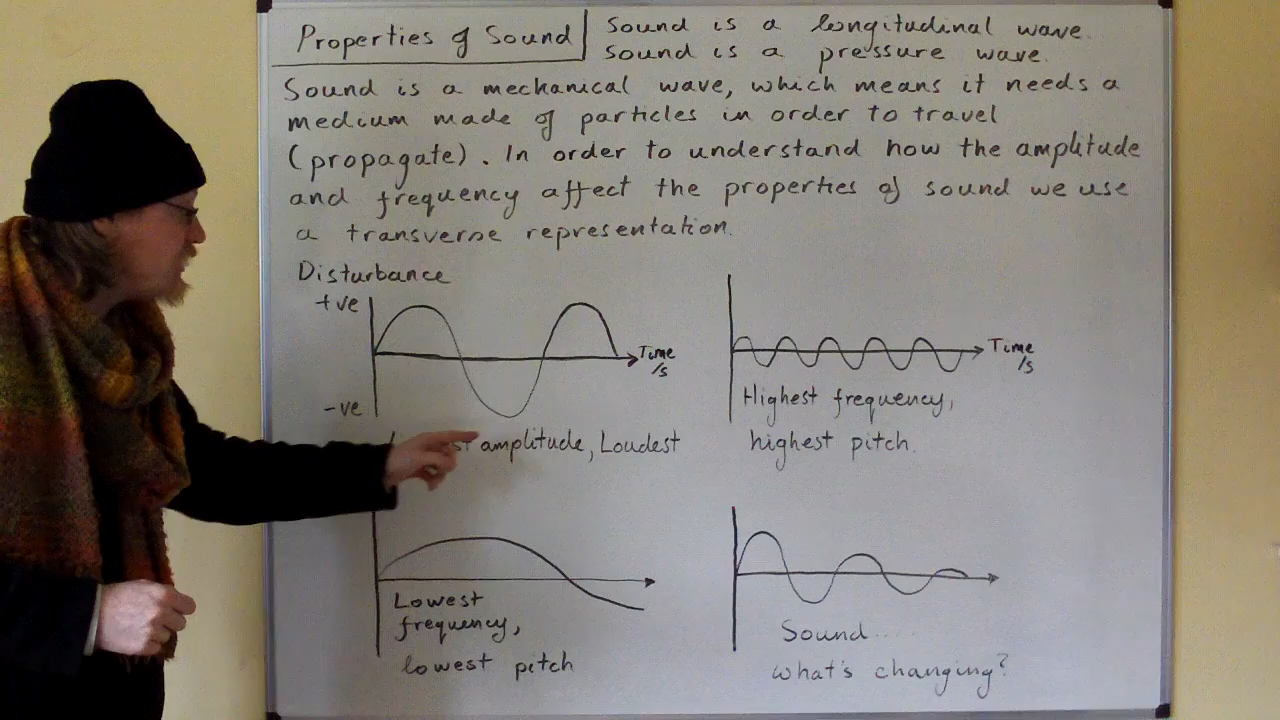 Properties of Sound
Sound is a longitudinal wave.
Sound is a pressure wave.
Sound is a mechanical wave, which means it needs a
medium made of particles in order to travel
(propagate). In order to understand how the amplitude
and frequency affect the properties of sound we use
a transverse representation.
Disturbance
+ve
Time
/s
-ve
amplitude, Loudest
Time
/s
Highest frequency,
highest pitch.
Lowest
frequency,
lowest pitch
Sound....
what's changing?